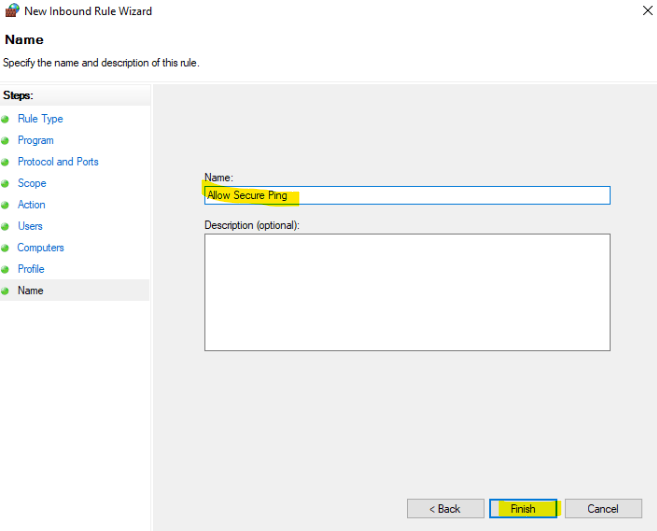 New Inbound Rule Wizard
Name
Specify the name and description of this rule.
Steps:
Rule Type
Program
Protocol and Ports
Scope
Action
Users
Computers
Profile
Name
Name:
Allow Secure Ping
Description (optional):
< Back Finish Cancel